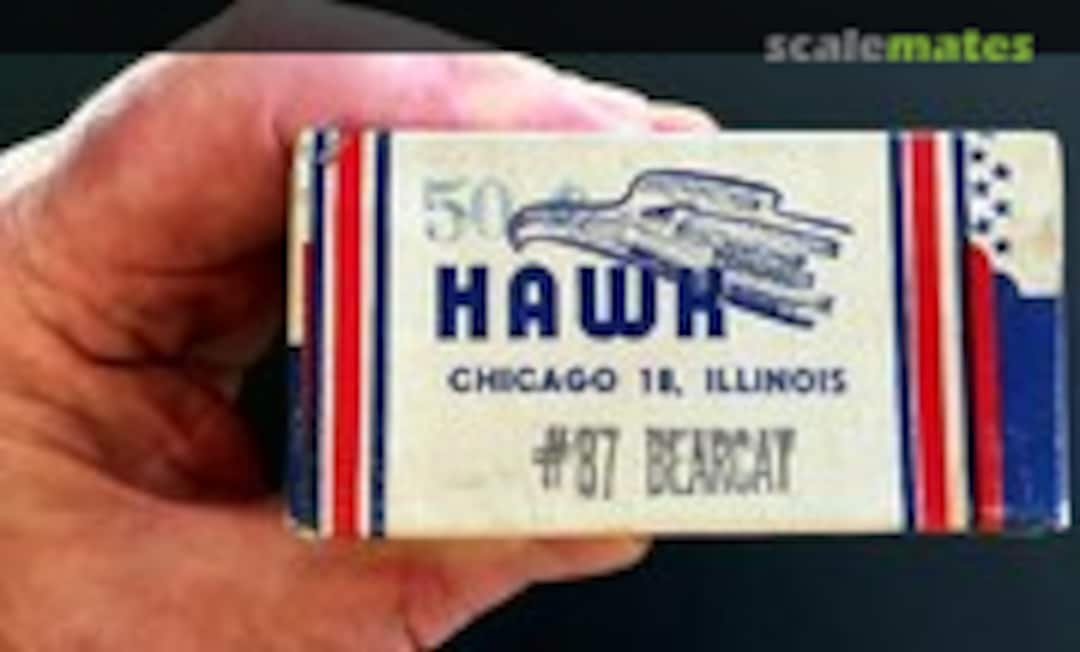 scalemates
50¢
HAWK
CHICAGO 18, ILLINOIS
#87 BEARCAT